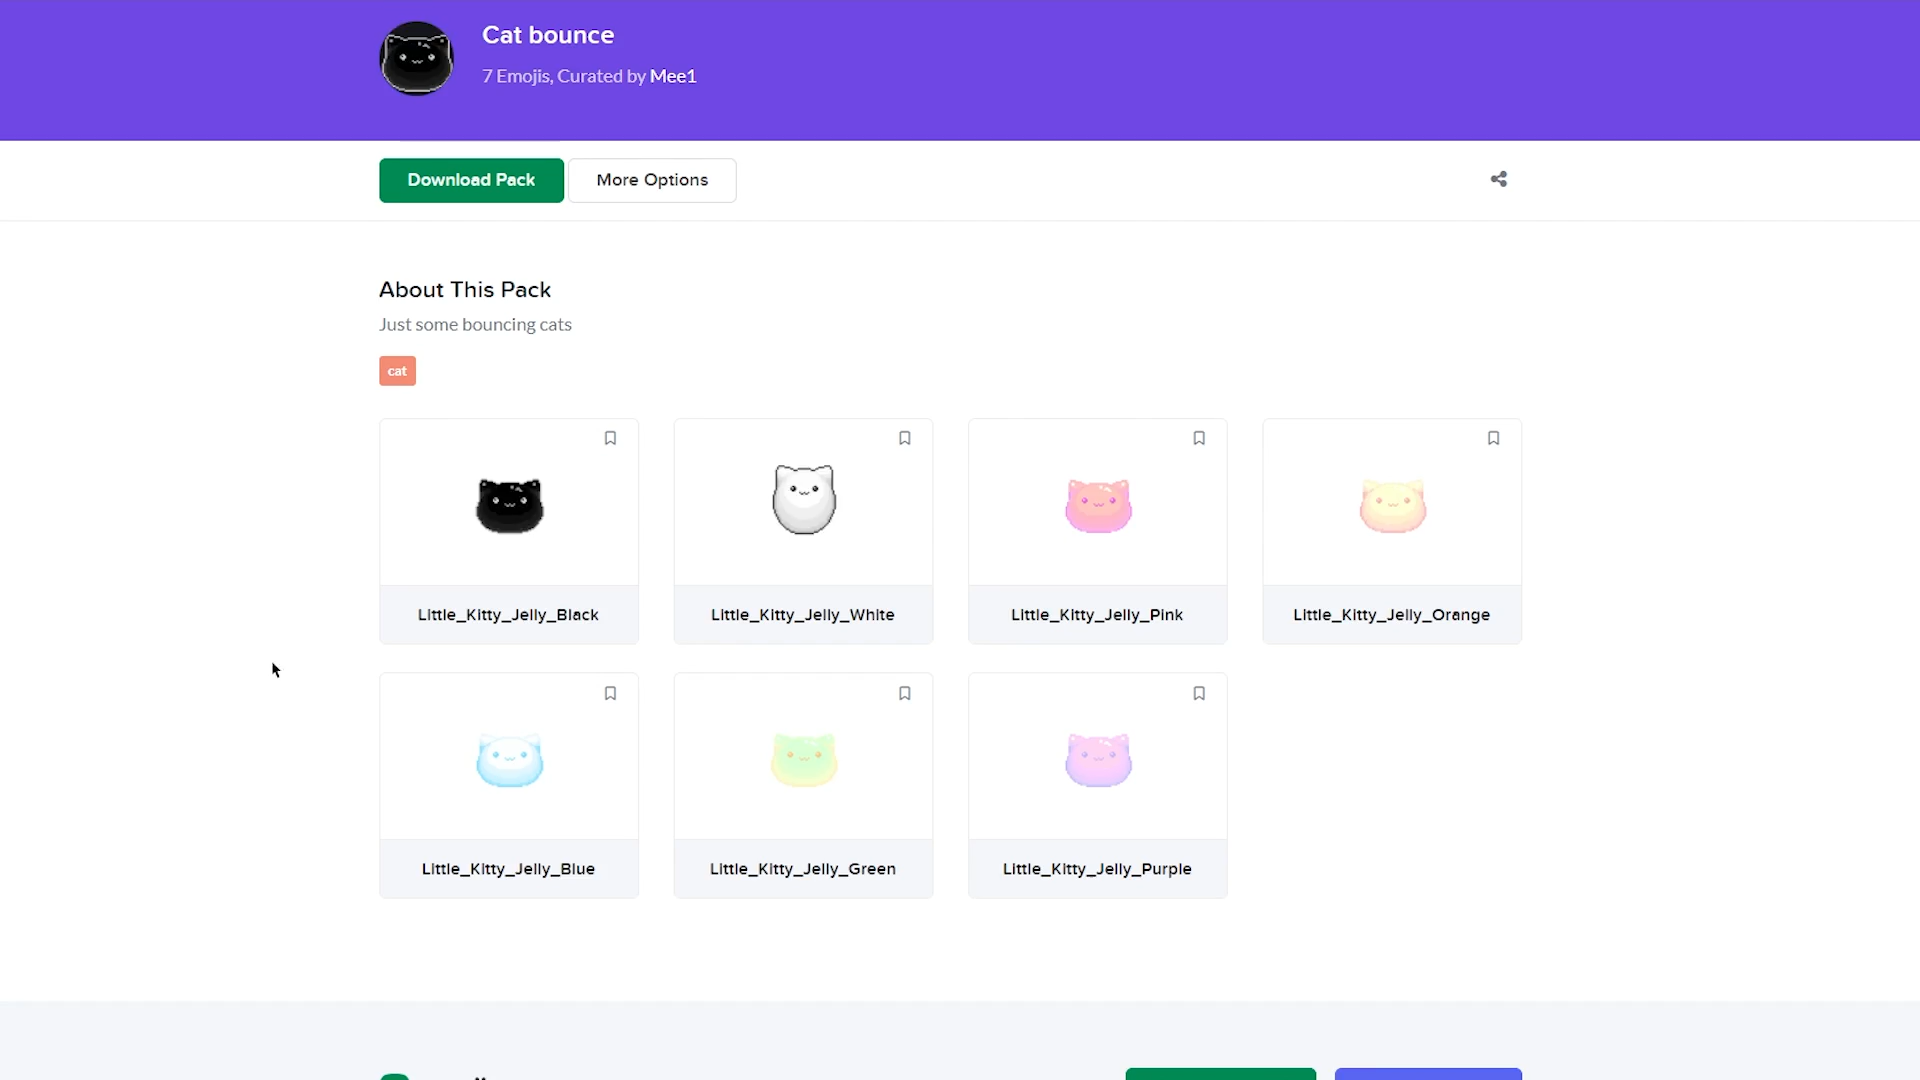 Cat bounce
7 Emojis, Curated by Mee1
Download Pack
More Options
About This Pack
Just some bouncing cats
cat
Little_Kitty_Jelly_Black
Little_Kitty_Jelly_White
Little_Kitty_Jelly_Pink
Little_Kitty_Jelly_Orange
Little_Kitty_Jelly_Blue
Little_Kitty_Jelly_Green
Little_Kitty_Jelly_Purple